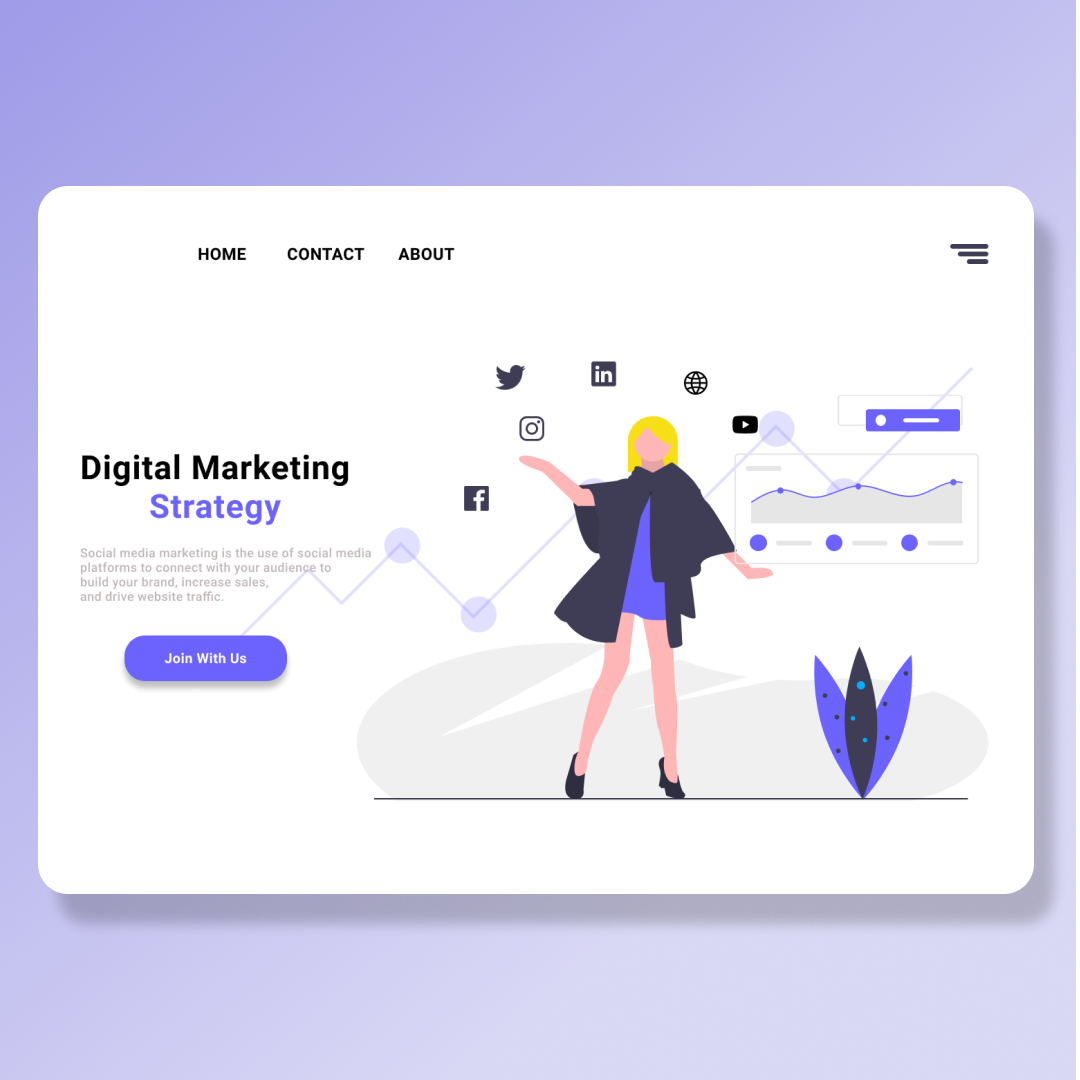 HOME CONTACT ABOUT
Digital Marketing
Strategy
Social media marketing is the use of social media
platforms to connect with your audience to
build your brand, increase sales,
and drive website traffic.
Join With Us